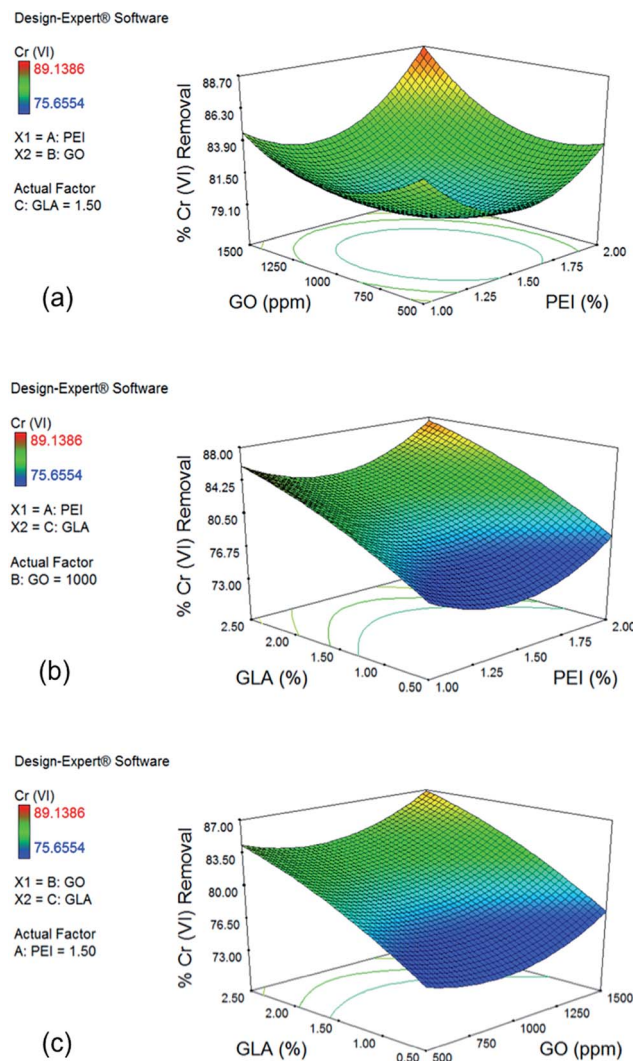 Design-Expert® Software
Cr (VI)
89.1386
75.6554
X1 = A: PEI
X2 = B: GO
Actual Factor
C: GLA = 1.50
88.70
86.30
83.90
81.50
79.10
% Cr (VI) Removal
1500
1250
1000
750
500
GO (ppm)
1.00
1.25
1.50
1.75
2.00
PEI (%)
(a)
Design-Expert® Software
Cr (VI)
89.1386
75.6554
X1 = A: PEI
X2 = C: GLA
Actual Factor
B: GO = 1000
88.00
84.25
80.50
76.75
73.00
% Cr (VI) Removal
2.50
2.00
1.50
1.00
0.50
GLA (%)
1.00
1.25
1.50
1.75
2.00
PEI (%)
(b)
Design-Expert® Software
Cr (VI)
89.1386
75.6554
X1 = B: GO
X2 = C: GLA
Actual Factor
A: PEI = 1.50
87.00
83.50
80.00
76.50
73.00
% Cr (VI) Removal
2.50
2.00
1.50
1.00
0.50
GLA (%)
500
750
1000
1250
1500
GO (ppm)
(c)